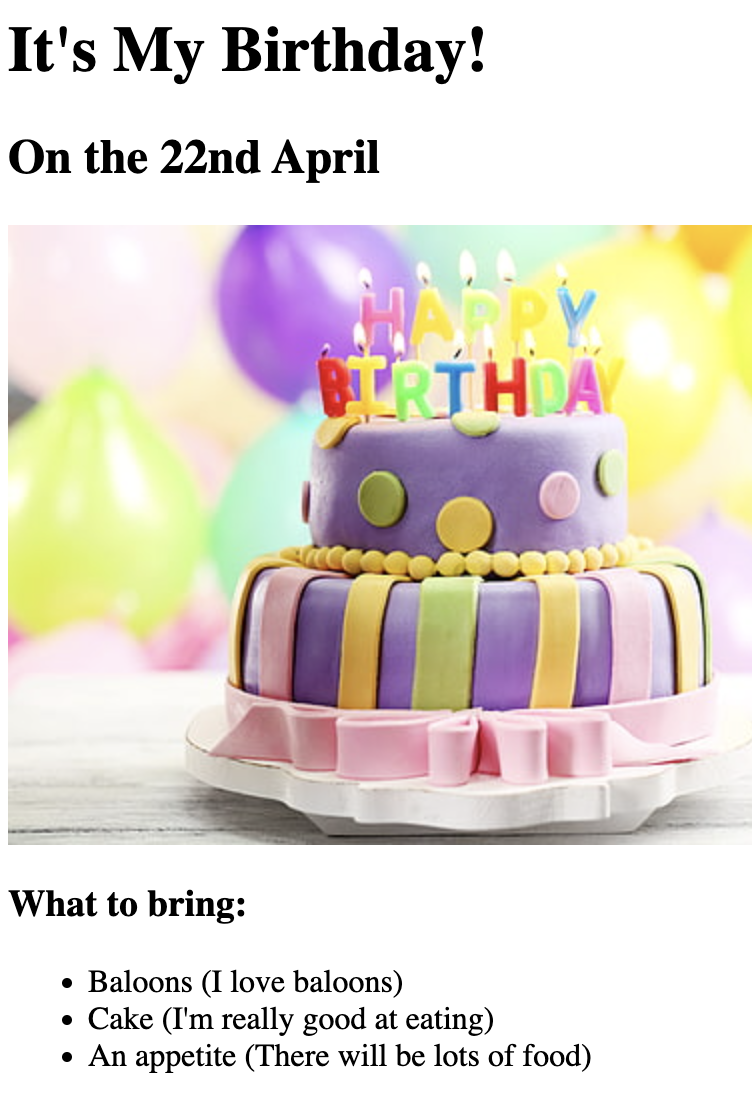 It's My Birthday!
On the 22nd April
HAPPY
BIRTHDAY
What to bring:
Baloons (I love baloons)
Cake (I'm really good at eating)
An appetite (There will be lots of food)